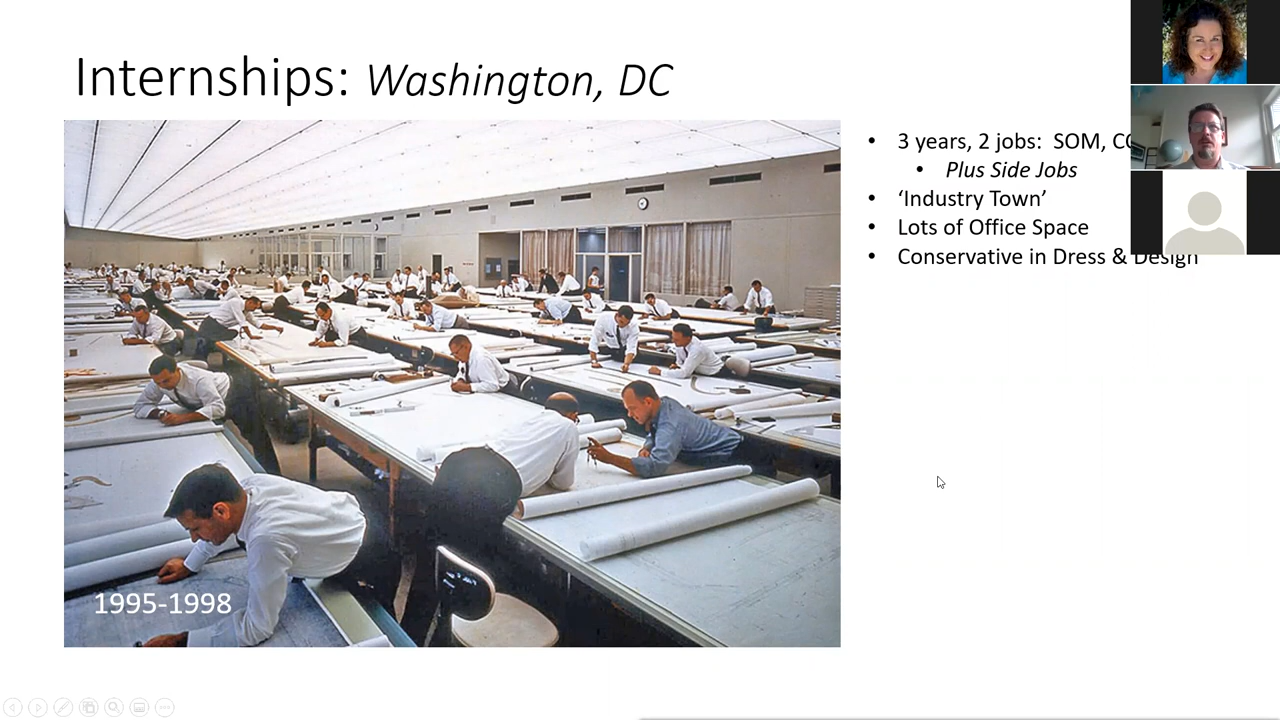 Internships: Washington, DC
• 3 years, 2 jobs: SOM,
• Plus Side Jobs
• ‘Industry Town’
• Lots of Office Space
• Conservative in Dress & Design
1995-1998